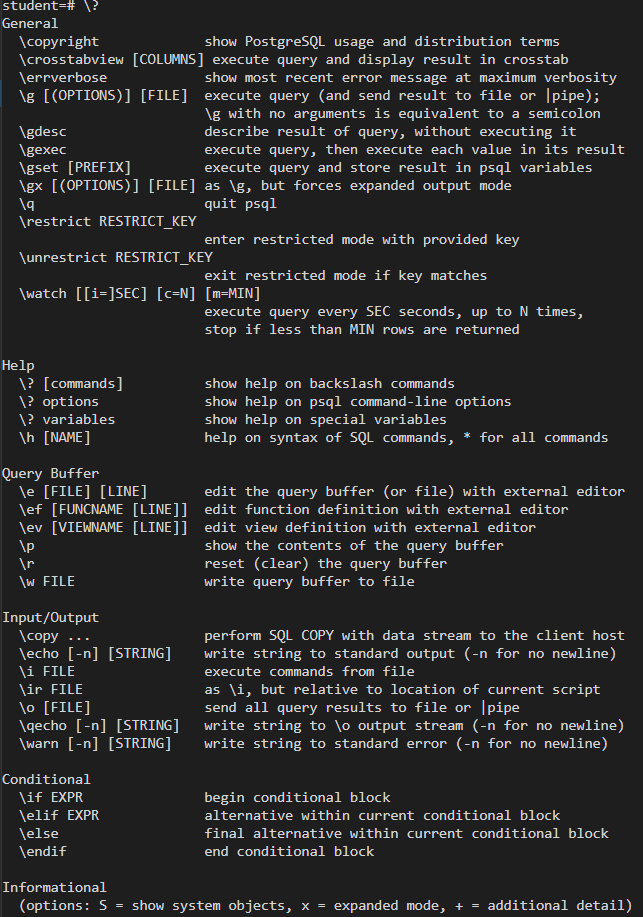 student=# \?
General
  \copyright             show PostgreSQL usage and distribution terms
  \crosstabview [COLUMNS] execute query and display result in crosstab
  \errverbose            show most recent error message at maximum verbosity
  \g [(OPTIONS)] [FILE]  execute query (and send result to file or |pipe);
                         \g with no arguments is equivalent to a semicolon
  \gdesc                 describe result of query, without executing it
  \gexec                 execute query, then execute each value in its result
  \gset [PREFIX]         execute query and store result in psql variables
  \gx [(OPTIONS)] [FILE] as \g, but forces expanded output mode
  \q                     quit psql
  \restrict RESTRICT_KEY
                         enter restricted mode with provided key
  \unrestrict RESTRICT_KEY
                         exit restricted mode if key matches
  \watch [[i=]SEC] [c=N] [m=MIN]
                         execute query every SEC seconds, up to N times,
                         stop if less than MIN rows are returned

Help
  \? [commands]          show help on backslash commands
  \? options             show help on psql command-line options
  \? variables           show help on special variables
  \h [NAME]              help on syntax of SQL commands, * for all commands

Query Buffer
  \e [FILE] [LINE]       edit the query buffer (or file) with external editor
  \ef [FUNCNAME [LINE]]  edit function definition with external editor
  \ev [VIEWNAME [LINE]]  edit view definition with external editor
  \p                     show the contents of the query buffer
  \r                     reset (clear) the query buffer
  \w FILE                write query buffer to file

Input/Output
  \copy ...              perform SQL COPY with data stream to the client host
  \echo [-n] [STRING]    write string to standard output (-n for no newline)
  \i FILE                execute commands from file
  \ir FILE               as \i, but relative to location of current script
  \o [FILE]              send all query results to file or |pipe
  \qecho [-n] [STRING]   write string to \o output stream (-n for no newline)
  \warn [-n] [STRING]    write string to standard error (-n for no newline)

Conditional
  \if EXPR               begin conditional block
  \elif EXPR             alternative within current conditional block
  \else                  final alternative within current conditional block
  \endif                 end conditional block

Informational
  (options: S = show system objects, x = expanded mode, + = additional detail)